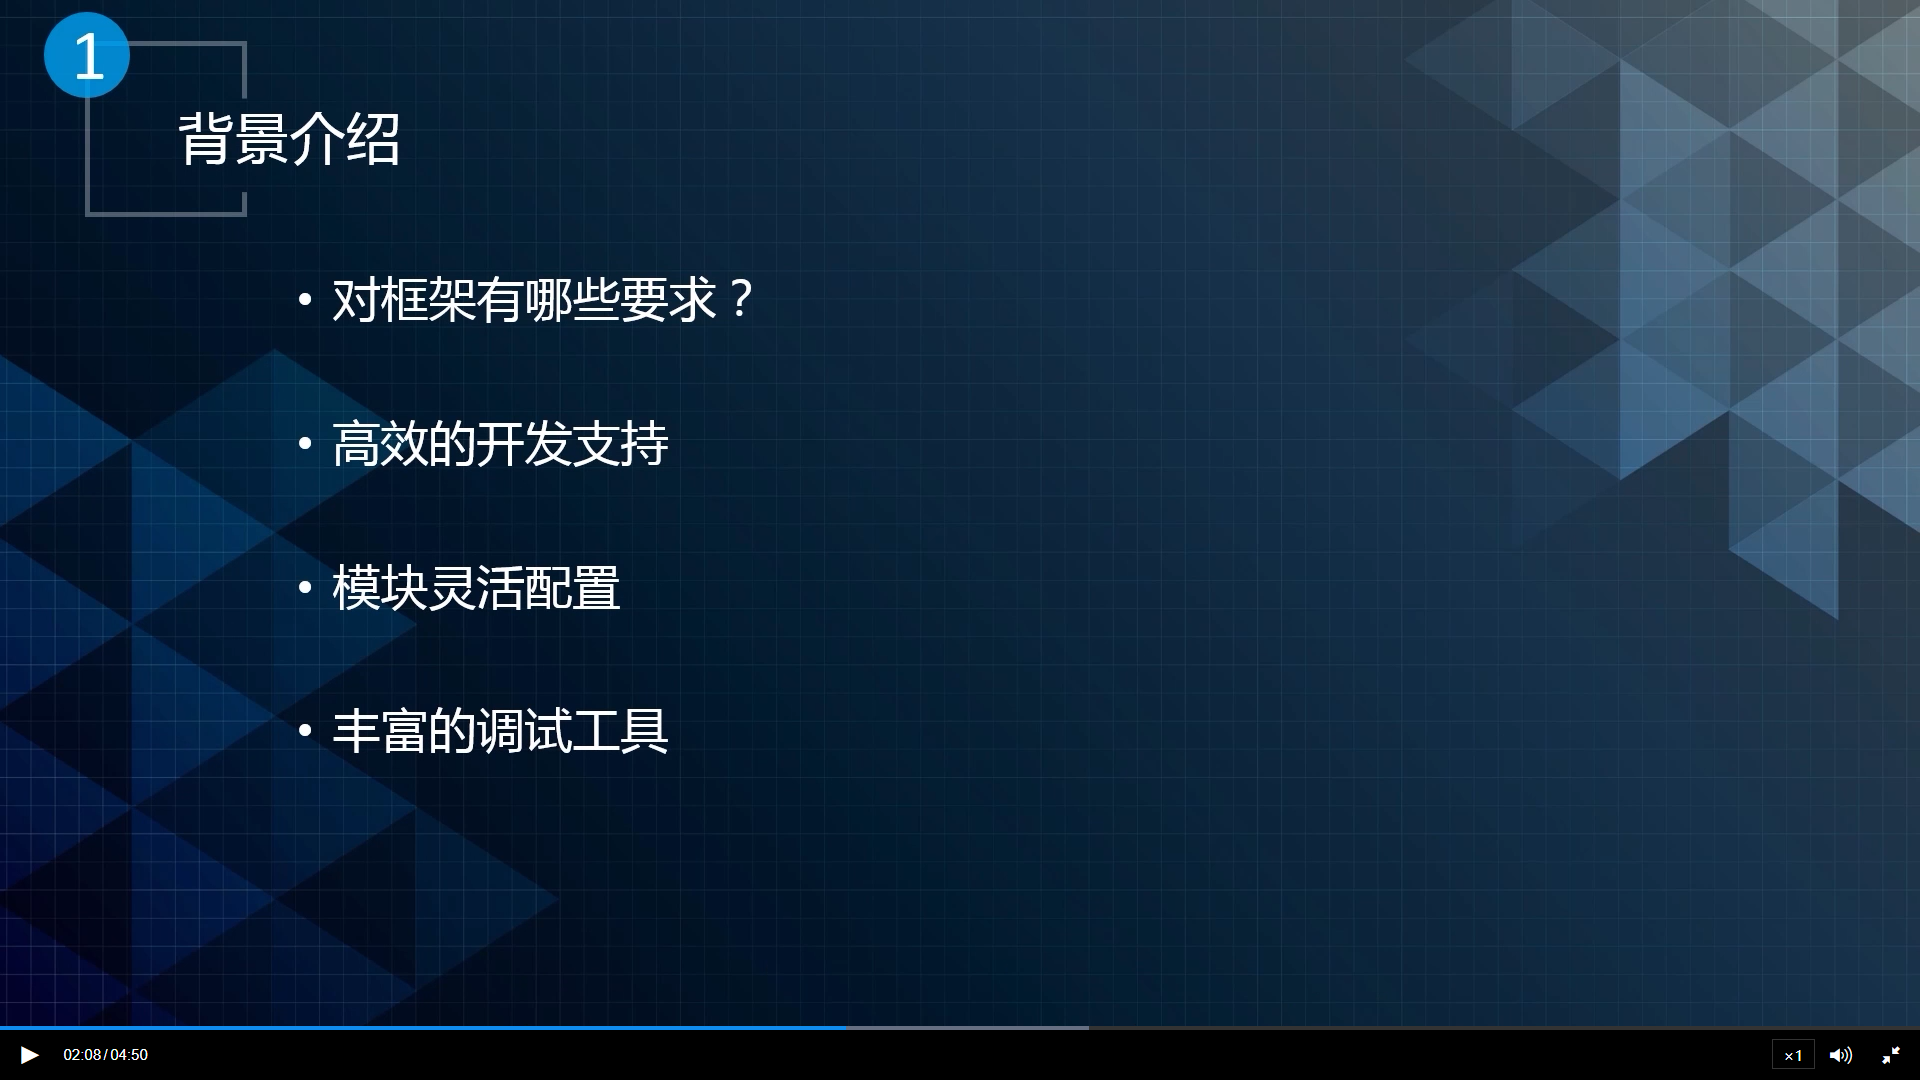 1
背景介绍
• 对框架有哪些要求？
• 高效的开发支持
• 模块灵活配置
• 丰富的调试工具
02:08/04:50
×1